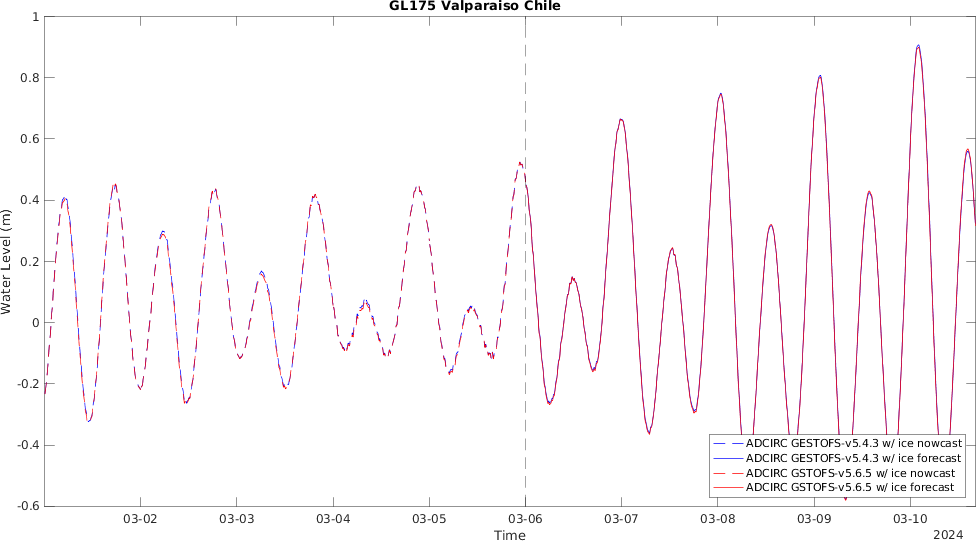 GL175 Valparaiso Chile
1
0.8
0.6
0.4
0.2
0
-0.2
-0.4
-0.6
Water Level (m)
ADCIRC GESTOFS-v5.4.3 w/ ice nowcast
ADCIRC GESTOFS-v5.4.3 w/ ice forecast
ADCIRC GSTOFS-v5.6.5 w/ ice nowcast
ADCIRC GSTOFS-v5.6.5 w/ ice forecast
03-02 03-03 03-04 03-05 03-06 03-07 03-08 03-09 03-10
Time
2024